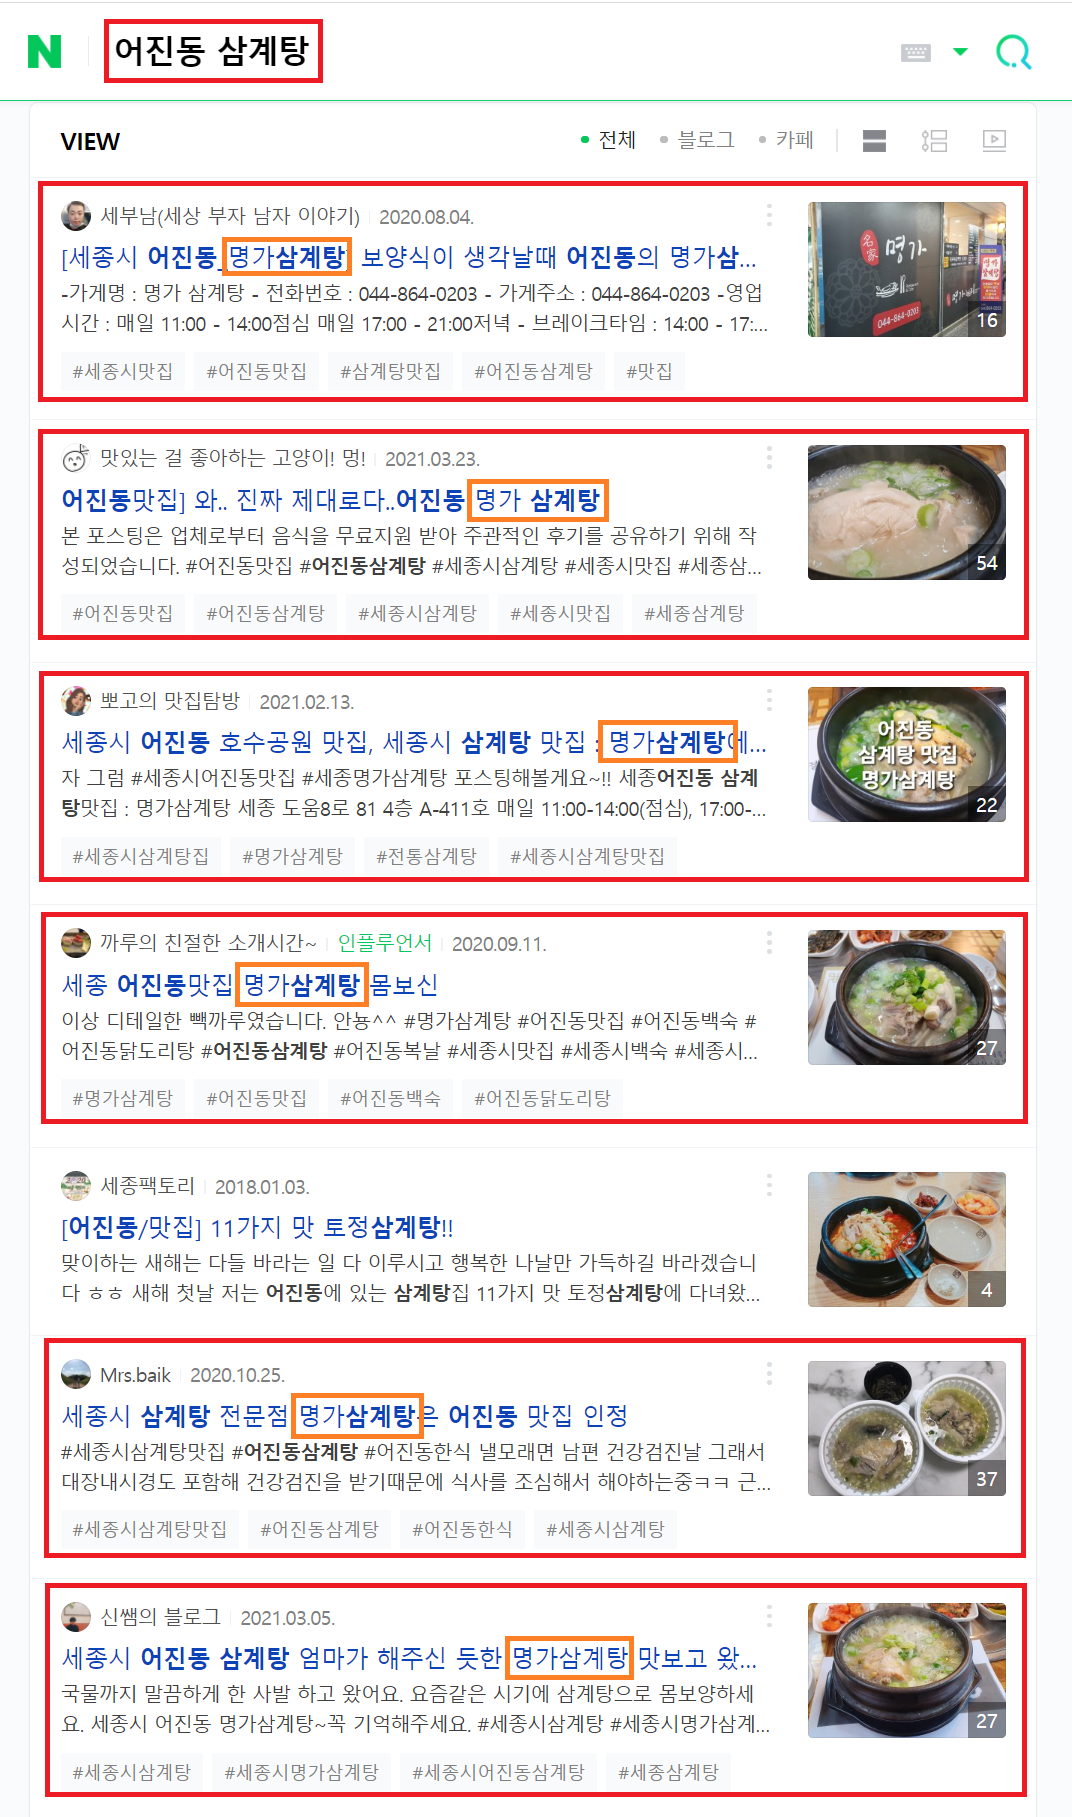 N 어진동 삼계탕
VIEW
전체 블로그 카페
세부남(세상 부자 남자 이야기) 2020.08.04.
[세종시 어진동_명가삼계탕] 보양식이 생각날때 어진동의 명가삼...
-가게명 : 명가 삼계탕 - 전화번호 : 044-864-0203 - 가게주소 : 044-864-0203 -영업
시간 : 매일 11:00 - 14:00점심 매일 17:00 - 21:00저녁 - 브레이크타임 : 14:00 - 17:...
#세종시맛집 #어진동맛집 #삼계탕맛집 #어진동삼계탕 #맛집
名家 명가
044-864-0203
16
맛있는 걸 좋아하는 고양이! 멍! 2021.03.23.
어진동맛집] 와.. 진짜 제대로다..어진동 명가 삼계탕
본 포스팅은 업체로부터 음식을 무료지원 받아 주관적인 후기를 공유하기 위해 작
성되었습니다. #어진동맛집 #어진동삼계탕 #세종시삼계탕 #세종시맛집 #세종삼...
#어진동맛집 #어진동삼계탕 #세종시삼계탕 #세종시맛집 #세종삼계탕
54
뽀고의 맛집탐방 2021.02.13.
세종시 어진동 호수공원 맛집, 세종시 삼계탕 맛집 : 명가삼계탕에...
자 그럼 #세종시어진동맛집 #세종명가삼계탕 포스팅해볼게요~!! 세종어진동 삼계
탕맛집 : 명가삼계탕 세종 도움8로 81 4층 A-411호 매일 11:00-14:00(점심), 17:00-...
#세종시삼계탕집 #명가삼계탕 #전통삼계탕 #세종시삼계탕맛집
어진동
삼계탕 맛집
명가삼계탕
22
까루의 친절한 소개시간~ 인플루언서 2020.09.11.
세종 어진동맛집 명가삼계탕 몸보신
이상 디테일한 빽까루였습니다. 안뇽^^ #명가삼계탕 #어진동맛집 #어진동백숙 #
어진동닭도리탕 #어진동삼계탕 #어진동복날 #세종시맛집 #세종시백숙 #세종시...
#명가삼계탕 #어진동맛집 #어진동백숙 #어진동닭도리탕
27
세종팩토리 2018.01.03.
[어진동/맛집] 11가지 맛 토정삼계탕!!
맞이하는 새해는 다들 바라는 일 다 이루시고 행복한 나날만 가득하길 바라겠습니
다 ㅎㅎ 새해 첫날 저는 어진동에 있는 삼계탕집 11가지 맛 토정삼계탕에 다녀왔...
4
Mrs.baik 2020.10.25.
세종시 삼계탕 전문점 명가삼계탕은 어진동 맛집 인정
#세종시삼계탕맛집 #어진동삼계탕 #어진동한식 낼모래면 남편 건강검진날 그래서
대장내시경도 포함해 건강검진을 받기때문에 식사를 조심해서 해야하는중ㅋㅋ 근...
#세종시삼계탕맛집 #어진동삼계탕 #어진동한식 #세종시삼계탕
37
신쌤의 블로그 2021.03.05.
세종시 어진동 삼계탕 엄마가 해주신 듯한 명가삼계탕 맛보고 왔...
국물까지 말끔하게 한 사발 하고 왔어요. 요즘같은 시기에 삼계탕으로 몸보양하세
요. 세종시 어진동 명가삼계탕~꼭 기억해주세요. #세종시삼계탕 #세종시명가삼계...
#세종시삼계탕 #세종시명가삼계탕 #세종시어진동삼계탕 #세종삼계탕
27